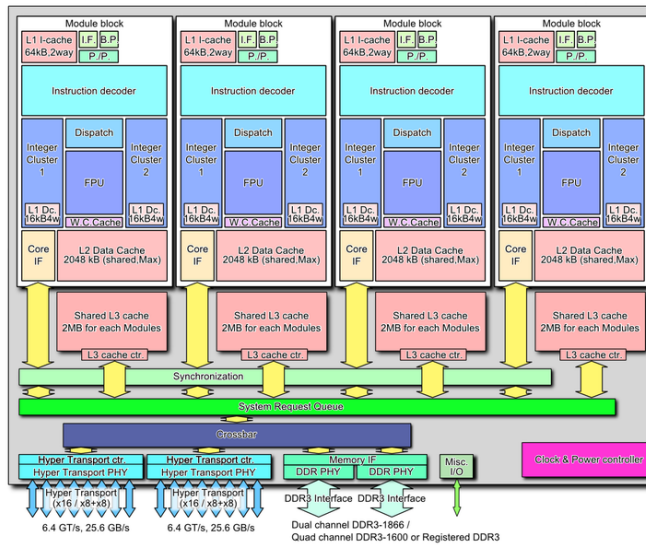 Module block
L1 I-cache
64kB,2way
I.F.
B.P
P./P.
Instruction decoder
Dispatch
Integer
Cluster
1
FPU
Integer
Cluster
2
L1 Dc.
16kB4w
W.C.Cache
L1 Dc.
16kB4w
Core
IF
L2 Data Cache
2048 kB (shared,Max)
Shared L3 cache
2MB for each Modules
L3 cache ctr.
Module block
L1 I-cache
64kB,2way
I.F.
B.P
P./P.
Instruction decoder
Dispatch
Integer
Cluster
1
FPU
Integer
Cluster
2
L1 Dc.
16kB4w
W.C.Cache
L1 Dc.
16kB4w
Core
IF
L2 Data Cache
2048 kB (shared,Max)
Shared L3 cache
2MB for each Modules
L3 cache ctr.
Module block
L1 I-cache
64kB,2way
I.F.
B.P
P./P.
Instruction decoder
Dispatch
Integer
Cluster
1
FPU
Integer
Cluster
2
L1 Dc.
16kB4w
W.C.Cache
L1 Dc.
16kB4w
Core
IF
L2 Data Cache
2048 kB (shared,Max)
Shared L3 cache
2MB for each Modules
L3 cache ctr.
Module block
L1 I-cache
64kB,2way
I.F.
B.P
P./P.
Instruction decoder
Dispatch
Integer
Cluster
1
FPU
Integer
Cluster
2
L1 Dc.
16kB4w
W.C.Cache
L1 Dc.
16kB4w
Core
IF
L2 Data Cache
2048 kB (shared,Max)
Shared L3 cache
2MB for each Modules
L3 cache ctr.
Synchronization
System Request Queue
Crossbar
Hyper Transport ctr.
Hyper Transport PHY
Hyper Transport
(x16 / x8+x8)
6.4 GT/s, 25.6 GB/s
Hyper Transport ctr.
Hyper Transport PHY
Hyper Transport
(x16 / x8+x8)
6.4 GT/s, 25.6 GB/s
Memory IF
DDR PHY
DDR PHY
DDR3 Interface
DDR3 Interface
Dual channel DDR3-1866 /
Quad channel DDR3-1600 or Registered DDR3
Misc.
I/O
Clock & Power controller